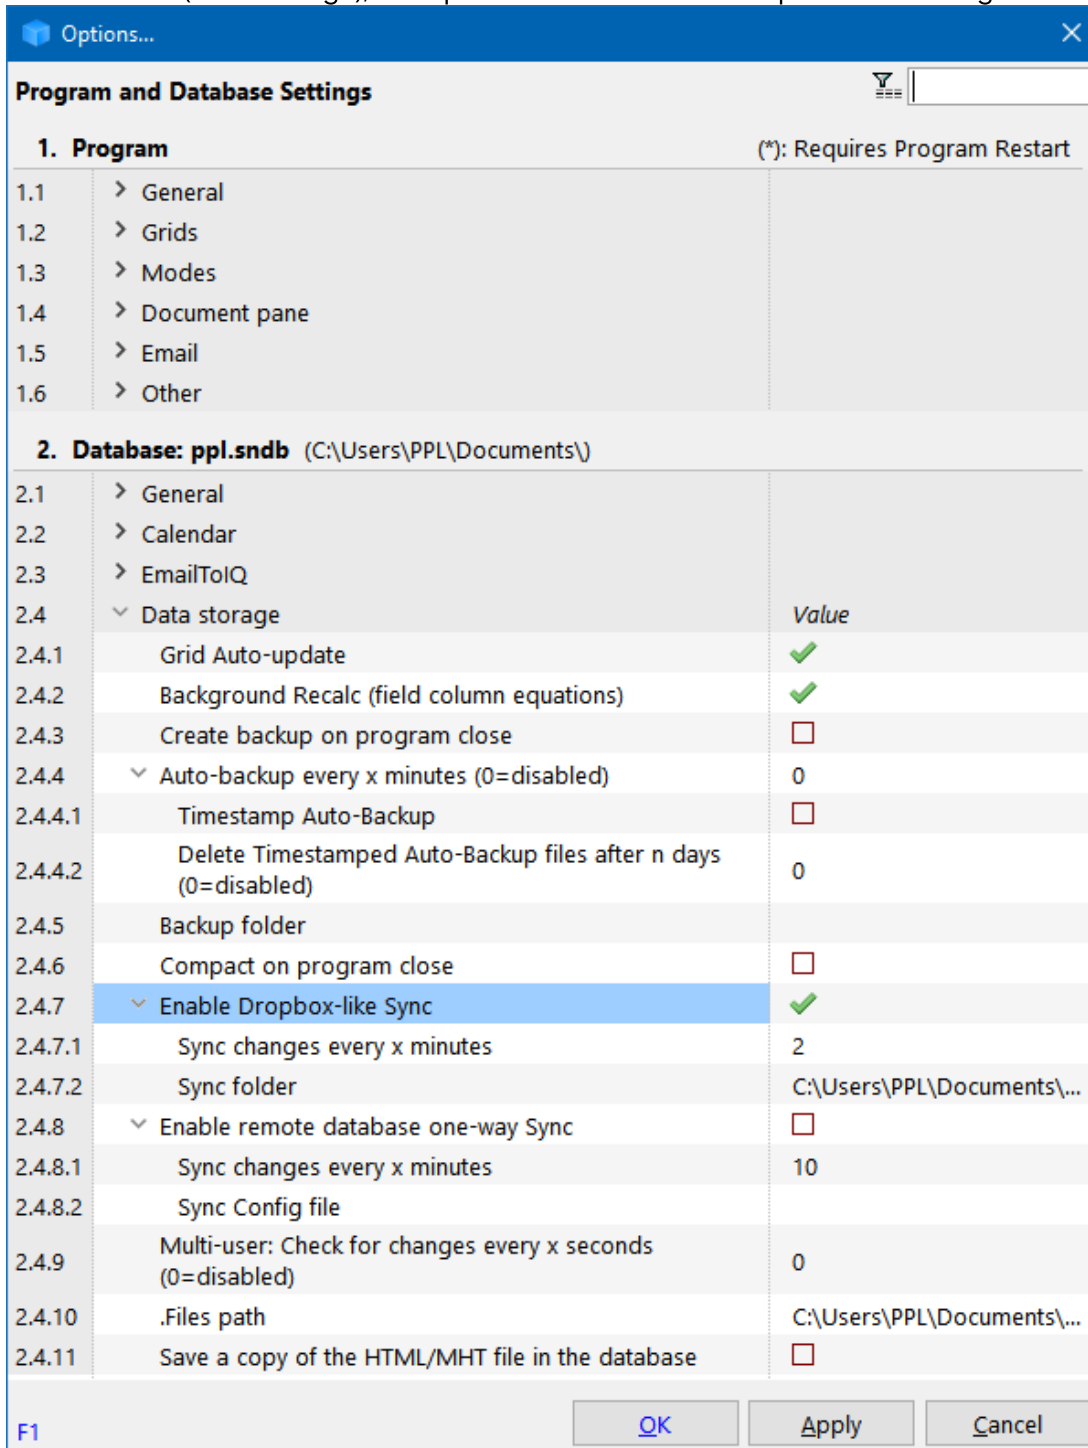 Options...
Program and Database Settings
1. Program (*): Requires Program Restart
1.1 General
1.2 Grids
1.3 Modes
1.4 Document pane
1.5 Email
1.6 Other
2. Database: ppl.sndb (C:\Users\PPL\Documents\)
2.1 General
2.2 Calendar
2.3 EmailToIQ
2.4 Data storage Value
2.4.1 Grid Auto-update
2.4.2 Background Recalc (field column equations)
2.4.3 Create backup on program close
2.4.4 Auto-backup every x minutes (0=disabled) 0
2.4.4.1 Timestamp Auto-Backup
2.4.4.2 Delete Timestamped Auto-Backup files after n days
(0=disabled) 0
2.4.5 Backup folder
2.4.6 Compact on program close
2.4.7 Enable Dropbox-like Sync
2.4.7.1 Sync changes every x minutes 2
2.4.7.2 Sync folder C:\Users\PPL\Documents\...
2.4.8 Enable remote database one-way Sync
2.4.8.1 Sync changes every x minutes 10
2.4.8.2 Sync Config file
2.4.9 Multi-user: Check for changes every x seconds
(0=disabled) 0
2.4.10 .Files path C:\Users\PPL\Documents\...
2.4.11 Save a copy of the HTML/MHT file in the database
F1 OK Apply Cancel